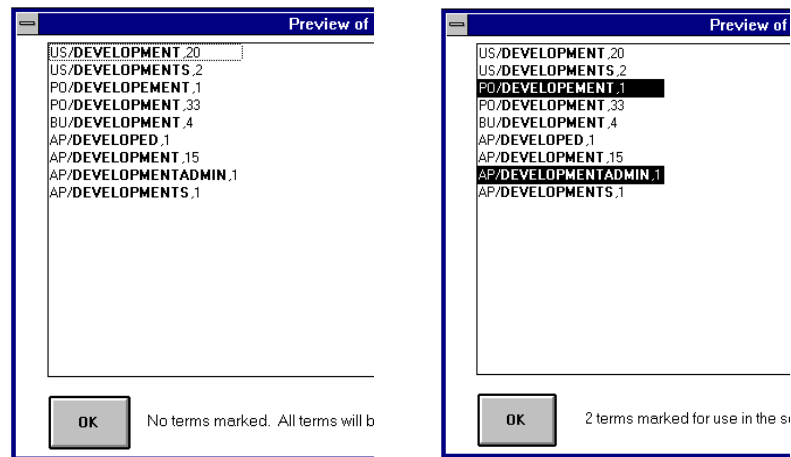 Preview of
US/DEVELOPMENT,20
US/DEVELOPMENTS,2
PO/DEVELOPEMENT,1
PO/DEVELOPMENT,33
BU/DEVELOPMENT,4
AP/DEVELOPED,1
AP/DEVELOPMENT,15
AP/DEVELOPMENTADMIN,1
AP/DEVELOPMENTS,1
OK
No terms marked. All terms will b
Preview of
US/DEVELOPMENT,20
US/DEVELOPMENTS,2
PO/DEVELOPEMENT,1
PO/DEVELOPMENT,33
BU/DEVELOPMENT,4
AP/DEVELOPED,1
AP/DEVELOPMENT,15
AP/DEVELOPMENTADMIN,1
AP/DEVELOPMENTS,1
OK
2 terms marked for use in the se